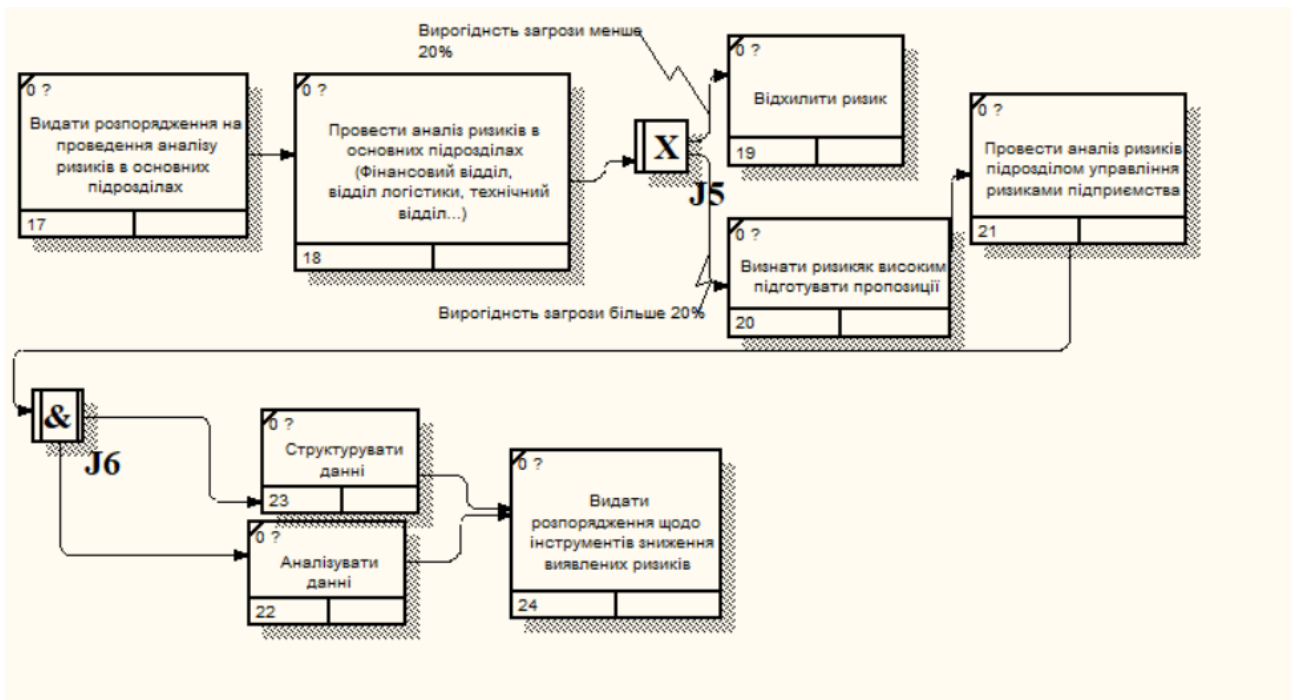 Вирогідність загрози менше
20%
0 ?
Видати розпорядження на
проведення аналізу
ризиків в основних
підрозділах
17
0 ?
Провести аналіз ризиків в
основних підрозділах
(Фінансовий відділ,
відділ логістики, технічний
відділ...)
18
X
J5
0 ?
Відхилити ризик
19
Вирогідність загрози більше 20%
0 ?
Визнати ризикяк високим
підготувати пропозиції
20
0 ?
Провести аналіз ризиків
підрозділом управління
ризиками підприємства
21
&
J6
0 ?
Структурувати
данні
23
0 ?
Аналізувати
данні
22
0 ?
Видати
розпорядження щодо
інструментів зниження
виявлених ризиків
24